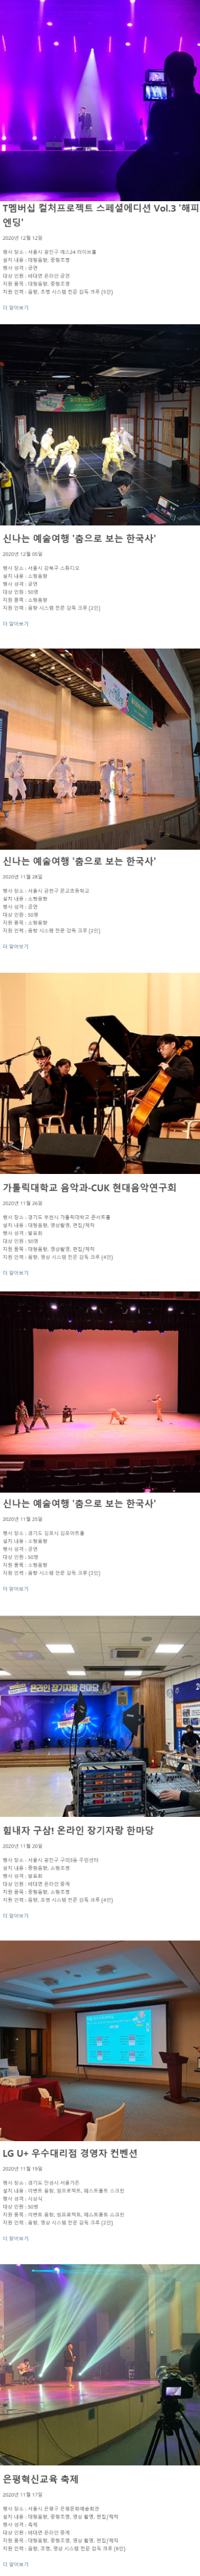 T멤버십 컬처프로젝트 스페셜에디션 Vol.3 '해피
엔딩'
2020년 12월 12일
행사 장소 : 서울시 광진구 예스24 라이브홀
설치 내용 : 대형음향, 중형조명
행사 성격 : 공연
대상 인원 : 비대면 온라인 공연
지원 품목 : 대형음향, 중형조명
지원 인력 : 음향, 조명 시스템 전문 감독 크루 [5인]
더 알아보기
신나는 예술여행 '춤으로 보는 한국사'
2020년 12월 05일
행사 장소 : 서울시 강북구 스튜디오
설치 내용 : 소형음향
행사 성격 : 공연
대상 인원 : 50명
지원 품목 : 소형음향
지원 인력 : 음향 시스템 전문 감독 크루 [2인]
더 알아보기
신나는 예술여행 '춤으로 보는 한국사'
2020년 11월 28일
행사 장소 : 서울시 금천구 문교초등학교
설치 내용 : 소형음향
행사 성격 : 공연
대상 인원 : 50명
지원 품목 : 소형음향
지원 인력 : 음향 시스템 전문 감독 크루 [2인]
더 알아보기
가톨릭대학교 음악과-CUK 현대음악연구회
2020년 11월 26일
행사 장소 : 경기도 부천시 가톨릭대학교 콘서트홀
설치 내용 : 대형음향, 영상촬영, 편집/제작
행사 성격 : 발표회
대상 인원 : 50명
지원 품목 : 대형음향, 영상촬영, 편집/제작
지원 인력 : 음향, 영상 시스템 전문 감독 크루 [4인]
더 알아보기
신나는 예술여행 '춤으로 보는 한국사'
2020년 11월 25일
행사 장소 : 경기도 김포시 김포아트홀
설치 내용 : 소형음향
행사 성격 : 공연
대상 인원 : 50명
지원 품목 : 소형음향
지원 인력 : 음향 시스템 전문 감독 크루 [2인]
더 알아보기
온라인 장기자랑 한마당
힘내자 구삼! 온라인 장기자랑 한마당
2020년 11월 20일
행사 장소 : 서울시 광진구 구의3동 주민센터
설치 내용 : 중형음향, 소형조명
행사 성격 : 발표회
대상 인원 : 비대면 온라인 중계
지원 품목 : 중형음향, 소형조명
지원 인력 : 음향, 조명 시스템 전문 감독 크루 [4인]
더 알아보기
LG U+ 우수대리점 경영자 컨벤션
2020년 11월 19일
행사 장소 : 경기도 안성시 서울가든
설치 내용 : 이벤트 음향, 빔프로젝트, 페스트폴드 스크린
행사 성격 : 시상식
대상 인원 : 50명
지원 품목 : 이벤트 음향, 빔프로젝트, 페스트폴드 스크린
지원 인력 : 음향, 영상 시스템 전문 감독 크루 [2인]
더 알아보기
은평혁신교육 축제
2020년 11월 17일
행사 장소 : 서울시 은평구 은평문화예술회관
설치 내용 : 대형음향, 중형조명, 영상 촬영, 편집/제작
행사 성격 : 축제
대상 인원 : 비대면 온라인 중계
지원 품목 : 대형음향, 중형조명, 영상 촬영, 편집/제작
지원 인력 : 음향, 조명, 영상 시스템 전문 감독 크루 [8인]
더 알아보기